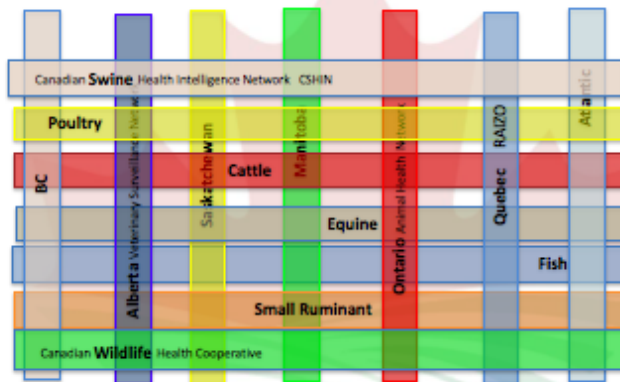 Canadian Swine Health Intelligence Network CSHIN
Poultry
Cattle
Equine
Fish
Small Ruminant
Canadian Wildlife Health Cooperative
BC
Alberta Veterinary Surveillance Network
Saskatchewan
Manitoba
Ontario Animal Health Network
Quebec RAIZO
Atlantic